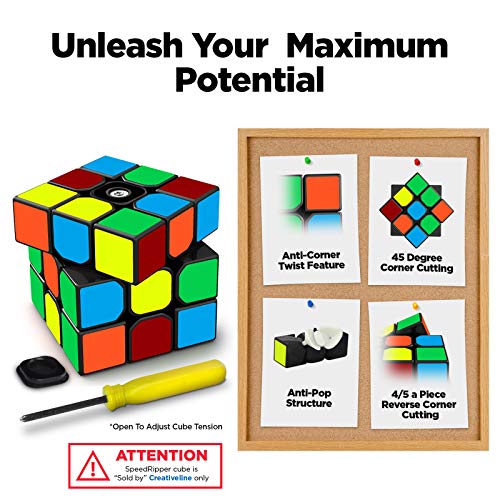 Unleash Your Maximum
Potential
Anti-Corner
Twist Feature
45 Degree
Corner Cutting
Anti-Pop
Structure
4/5 a Piece
Reverse Corner
Cutting
*Open To Adjust Cube Tension
ATTENTION
SpeedRipper cube is
"Sold by" Creativeline only